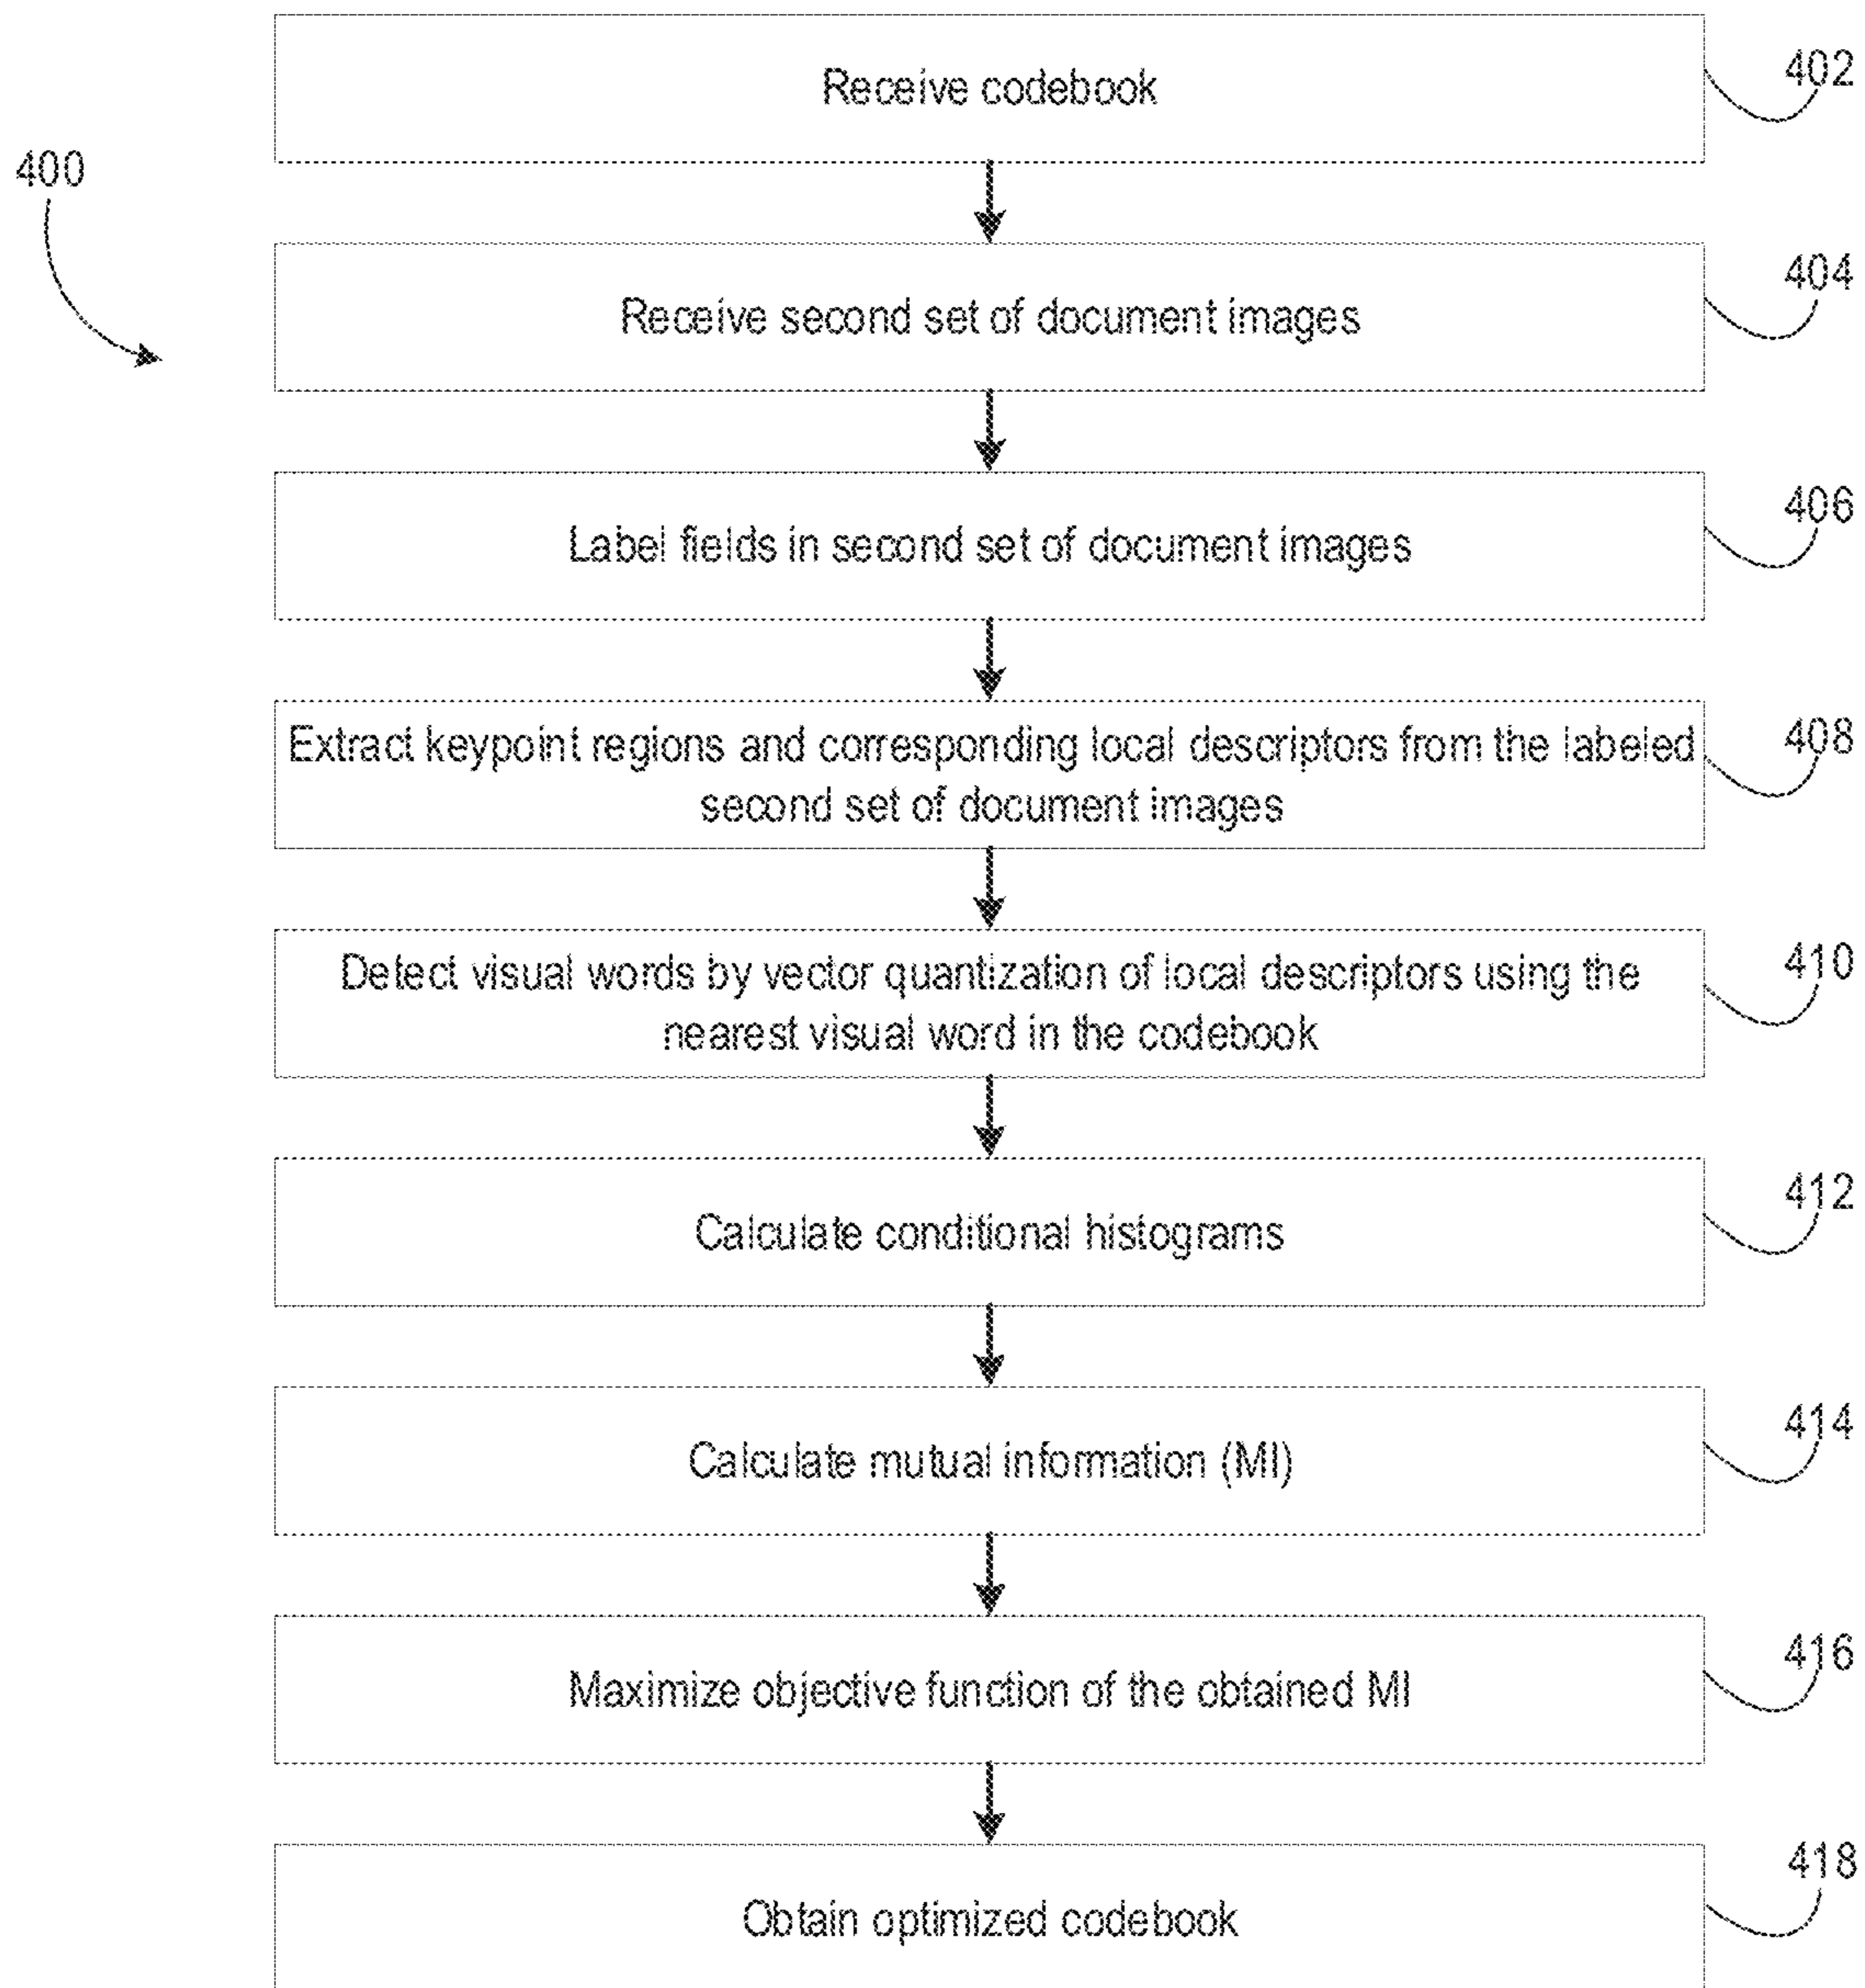 Receive codebook
402
400
Receive second set of document images
404
Label fields in second set of document images
406
Extract keypoint regions and corresponding local descriptors from the labeled
second set of document images
408
Detect visual words by vector quantization of local descriptors using the
nearest visual word in the codebook
410
Calculate conditional histograms
412
Calculate mutual information (MI)
414
Maximize objective function of the obtained MI
416
Obtain optimized codebook
418